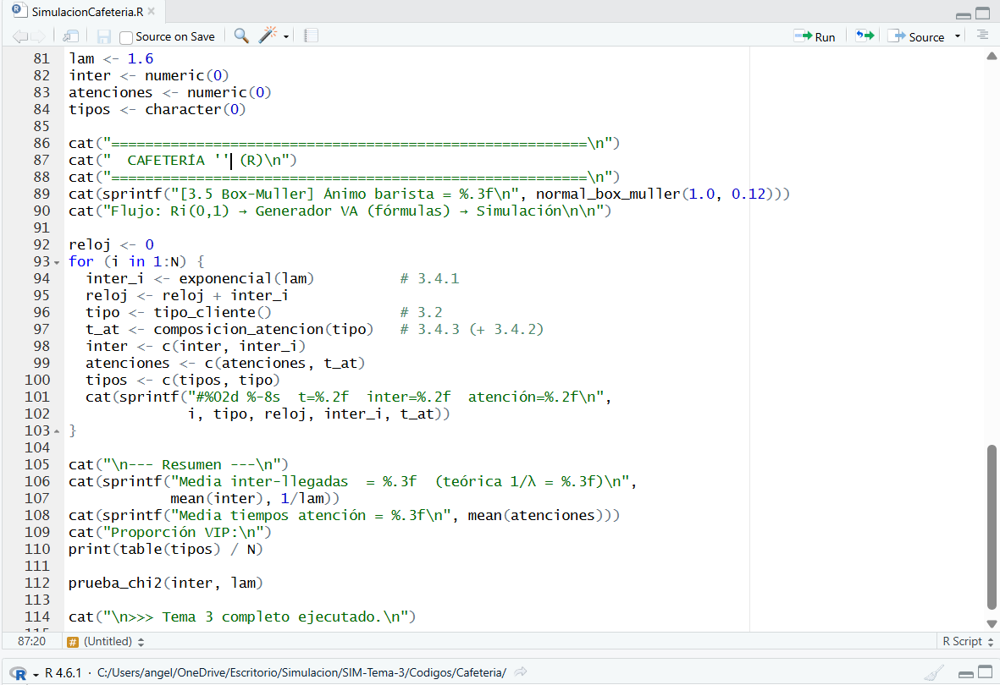 SimulacionCafeteria.R
Source on Save Run Source
81 lam <- 1.6
82 inter <- numeric(0)
83 atenciones <- numeric(0)
84 tipos <- character(0)
85
86 cat("========================================================\n")
87 cat("  CAFETERÍA '' (R)\n")
88 cat("========================================================\n")
89 cat(sprintf("[3.5 Box-Muller] Ánimo barista = %.3f\n", normal_box_muller(1.0, 0.12)))
90 cat("Flujo: Ri(0,1) → Generador VA (fórmulas) → Simulación\n\n")
91
92 reloj <- 0
93 for (i in 1:N) {
94   inter_i <- exponencial(lam)          # 3.4.1
95   reloj <- reloj + inter_i
96   tipo <- tipo_cliente()               # 3.2
97   t_at <- composicion_atencion(tipo)   # 3.4.3 (+ 3.4.2)
98   inter <- c(inter, inter_i)
99   atenciones <- c(atenciones, t_at)
100   tipos <- c(tipos, tipo)
101   cat(sprintf("#%02d %-8s  t=%.2f  inter=%.2f  atención=%.2f\n",
102               i, tipo, reloj, inter_i, t_at))
103 }
104
105 cat("\n--- Resumen ---\n")
106 cat(sprintf("Media inter-llegadas  = %.3f  (teórica 1/λ = %.3f)\n",
107             mean(inter), 1/lam))
108 cat(sprintf("Media tiempos atención = %.3f\n", mean(atenciones)))
109 cat("Proporción VIP:\n")
110 print(table(tipos) / N)
111
112 prueba_chi2(inter, lam)
113
114 cat("\n>>> Tema 3 completo ejecutado.\n")
115
87:20 # (Untitled) R Script
R R 4.6.1 · C:/Users/angel/OneDrive/Escritorio/Simulacion/SIM-Tema-3/Codigos/Cafeteria/